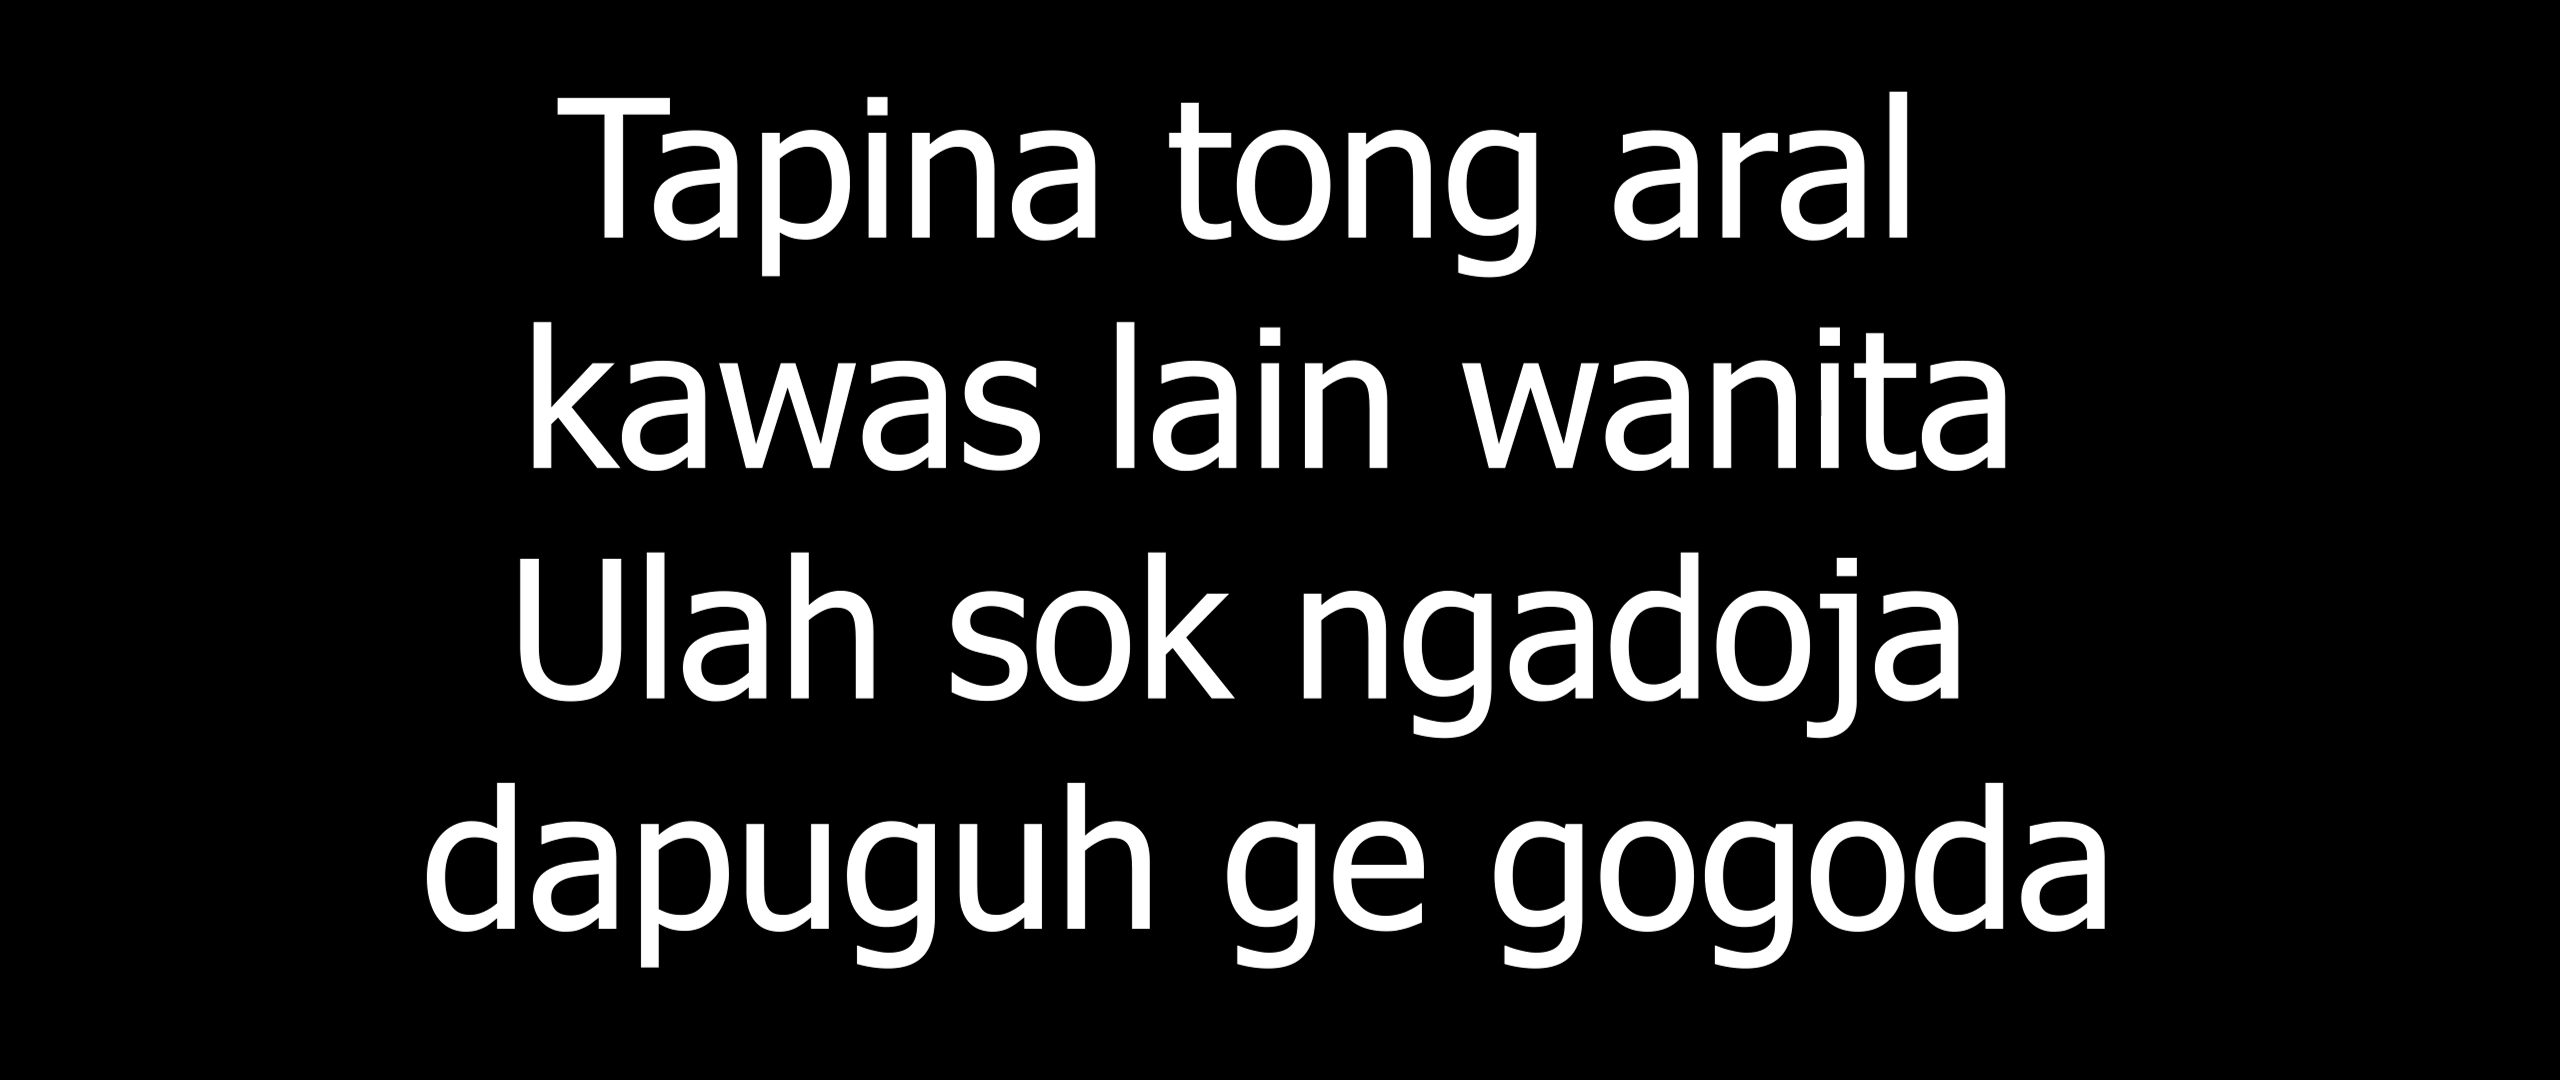 Tapina tong aral
kawas lain wanita
Ulah sok ngadoja
dapuguh ge gogoda